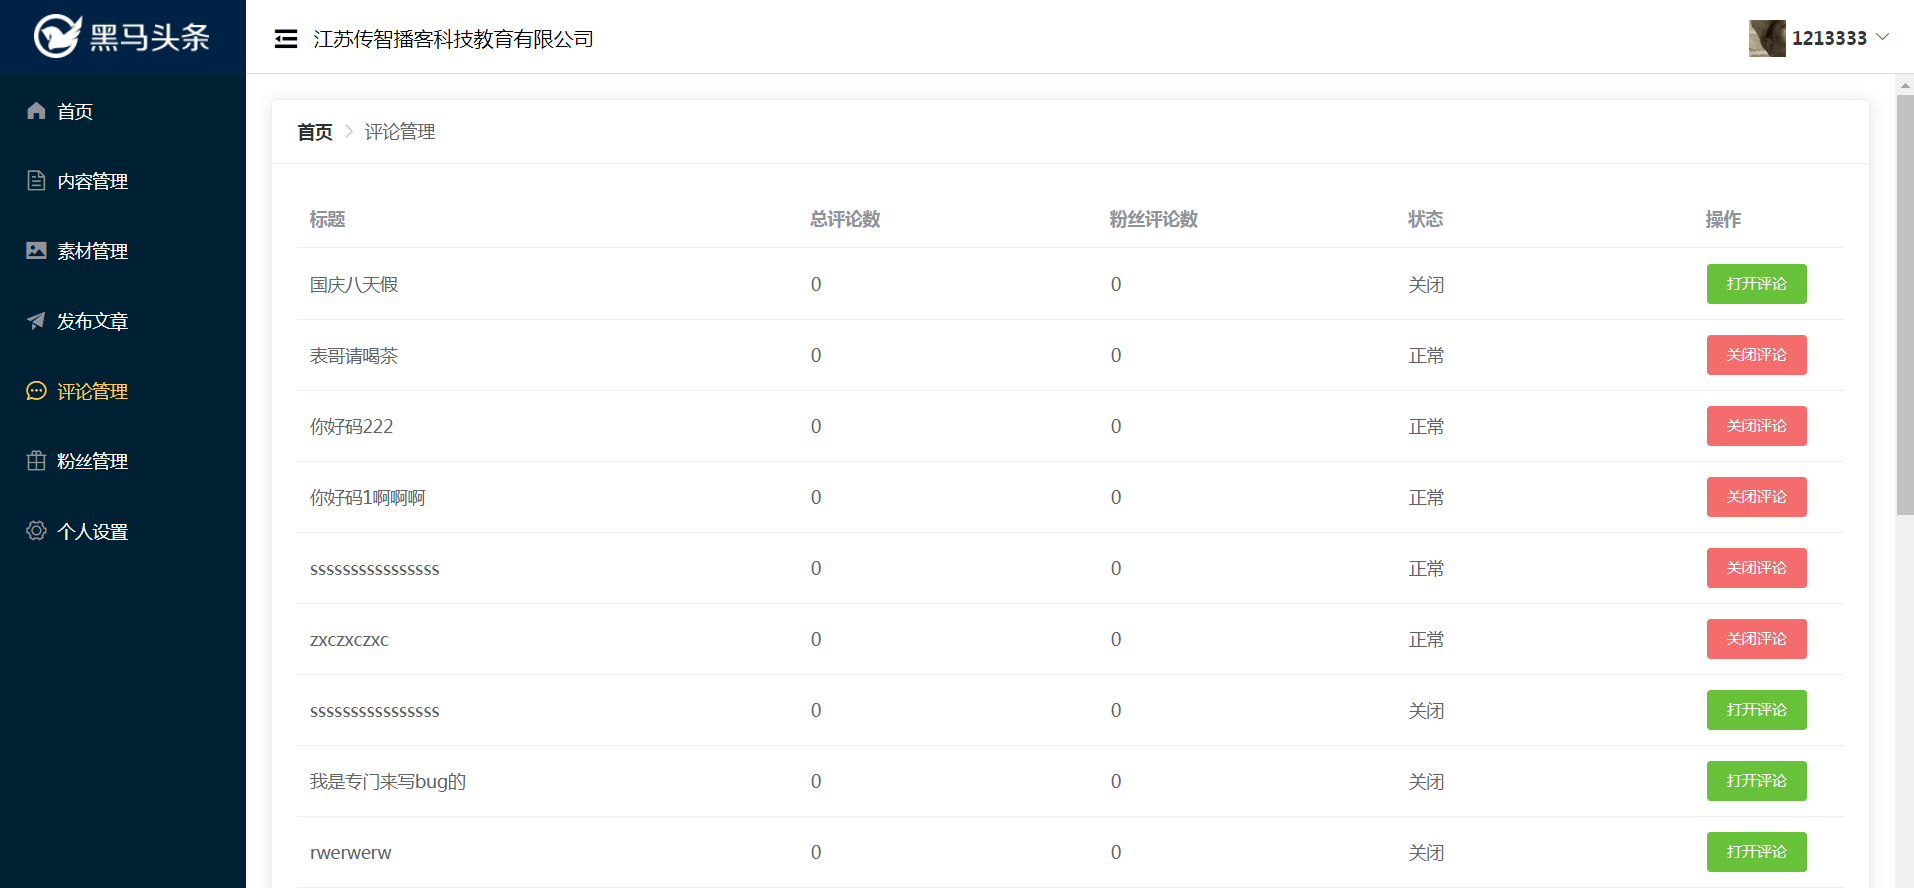 黑马头条
江苏传智播客科技教育有限公司
1213333
首页
内容管理
素材管理
发布文章
评论管理
粉丝管理
个人设置
首页 评论管理
标题 总评论数 粉丝评论数 状态 操作
国庆八天假 0 0 关闭 打开评论
表哥请喝茶 0 0 正常 关闭评论
你好码222 0 0 正常 关闭评论
你好码1啊啊啊 0 0 正常 关闭评论
ssssssssssssssss 0 0 正常 关闭评论
zxczxczxc 0 0 正常 关闭评论
ssssssssssssssss 0 0 关闭 打开评论
我是专门来写bug的 0 0 关闭 打开评论
rwerwerw 0 0 关闭 打开评论